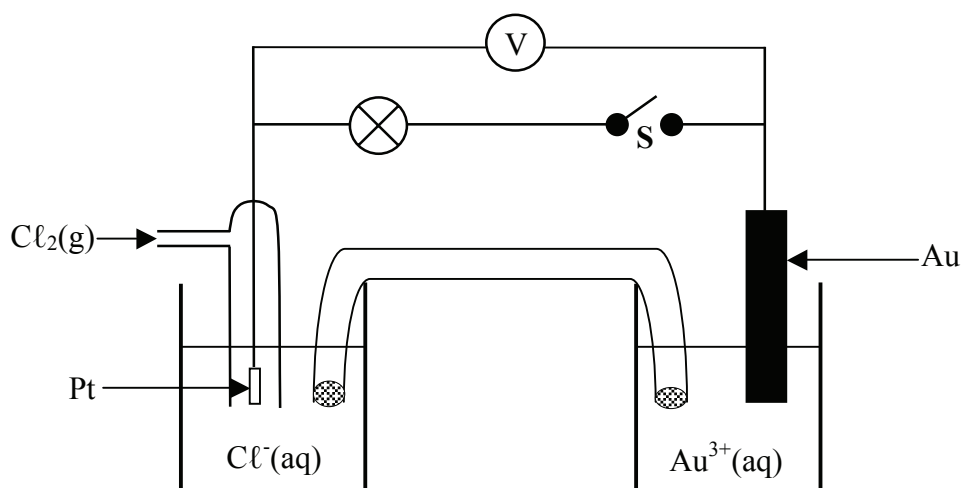 V
S
Cℓ₂(g)
Au
Pt
Cℓ⁻(aq)
Au³⁺(aq)